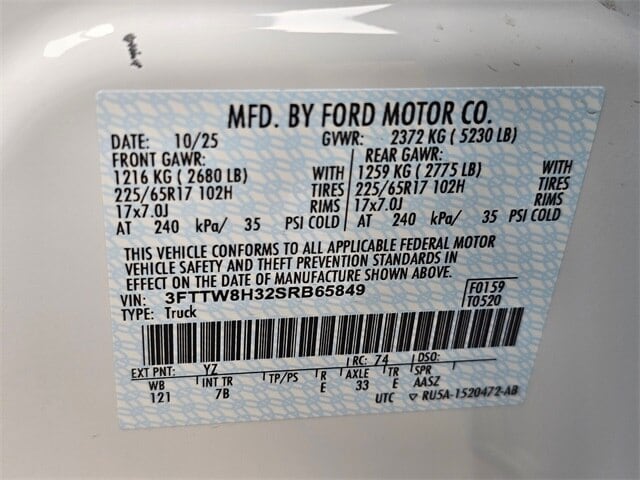 MFD. BY FORD MOTOR CO.
DATE: 10/25 GVWR: 2372 KG ( 5230 LB)
FRONT GAWR: REAR GAWR:
1216 KG ( 2680 LB) WITH 1259 KG ( 2775 LB) WITH
225/65R17 102H TIRES 225/65R17 102H TIRES
17x7.0J RIMS 17x7.0J RIMS
AT 240 kPa/ 35 PSI COLD AT 240 kPa/ 35 PSI COLD
THIS VEHICLE CONFORMS TO ALL APPLICABLE FEDERAL MOTOR
VEHICLE SAFETY AND THEFT PREVENTION STANDARDS IN
EFFECT ON THE DATE OF MANUFACTURE SHOWN ABOVE.
VIN: 3FTTW8H32SRB65849 F0159
TYPE: Truck T0520
EXT PNT: YZ RC: 74 DSO:
WB INT TR TP/PS R AXLE TR SPR
121 7B E 33 E AASZ
UTC ▽ RU5A-1520472-AB